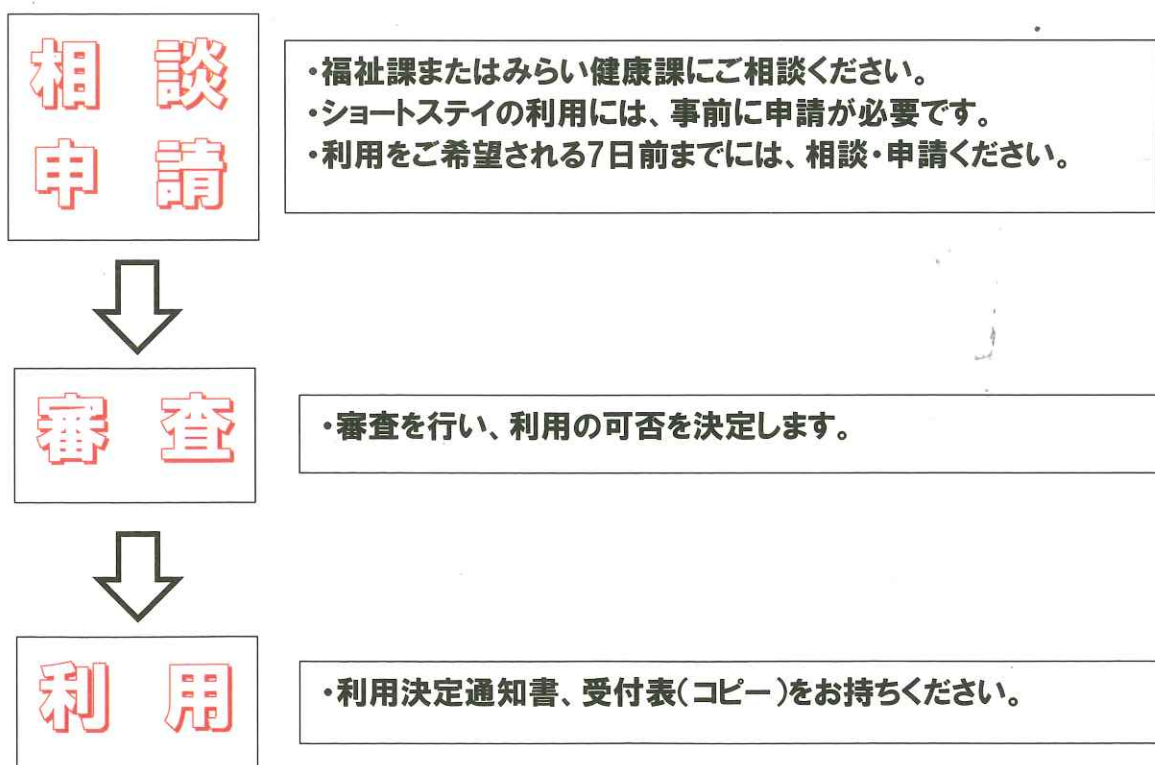 相 談
申 請
・福祉課またはみらい健康課にご相談ください。
・ショートステイの利用には、事前に申請が必要です。
・利用をご希望される7日前までには、相談・申請ください。
審 査
・審査を行い、利用の可否を決定します。
利 用
・利用決定通知書、受付表(コピー)をお持ちください。